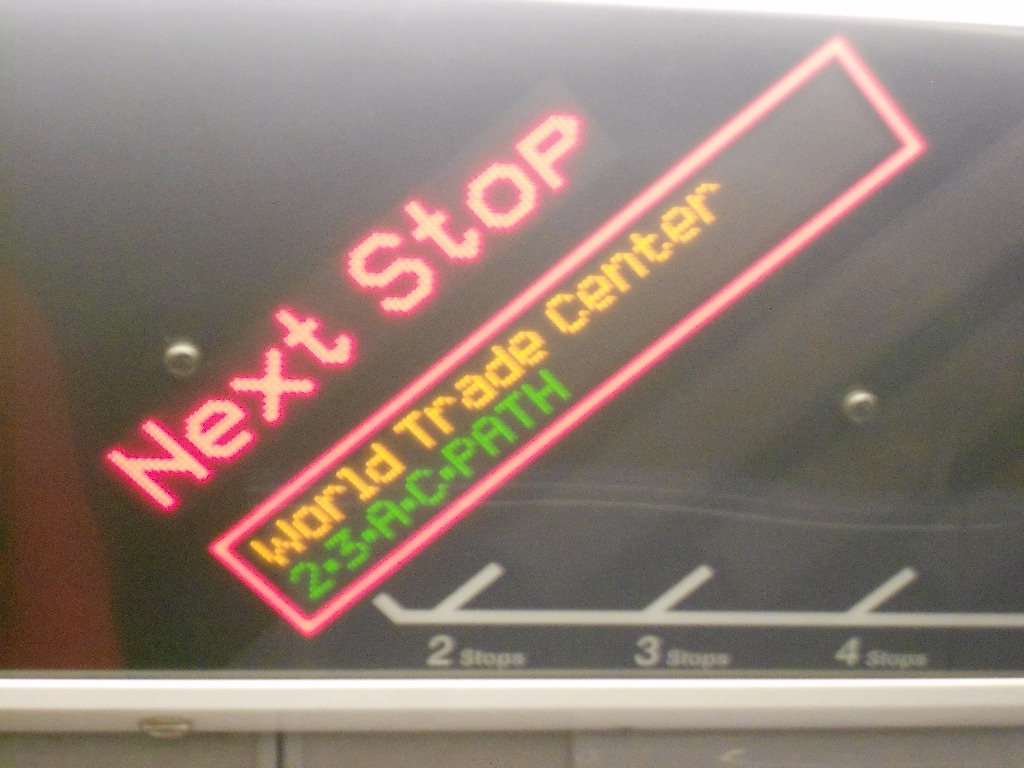 Next Stop
World Trade Center
2•3•A•C•PATH
2 Stops
3 Stops
4 Stops